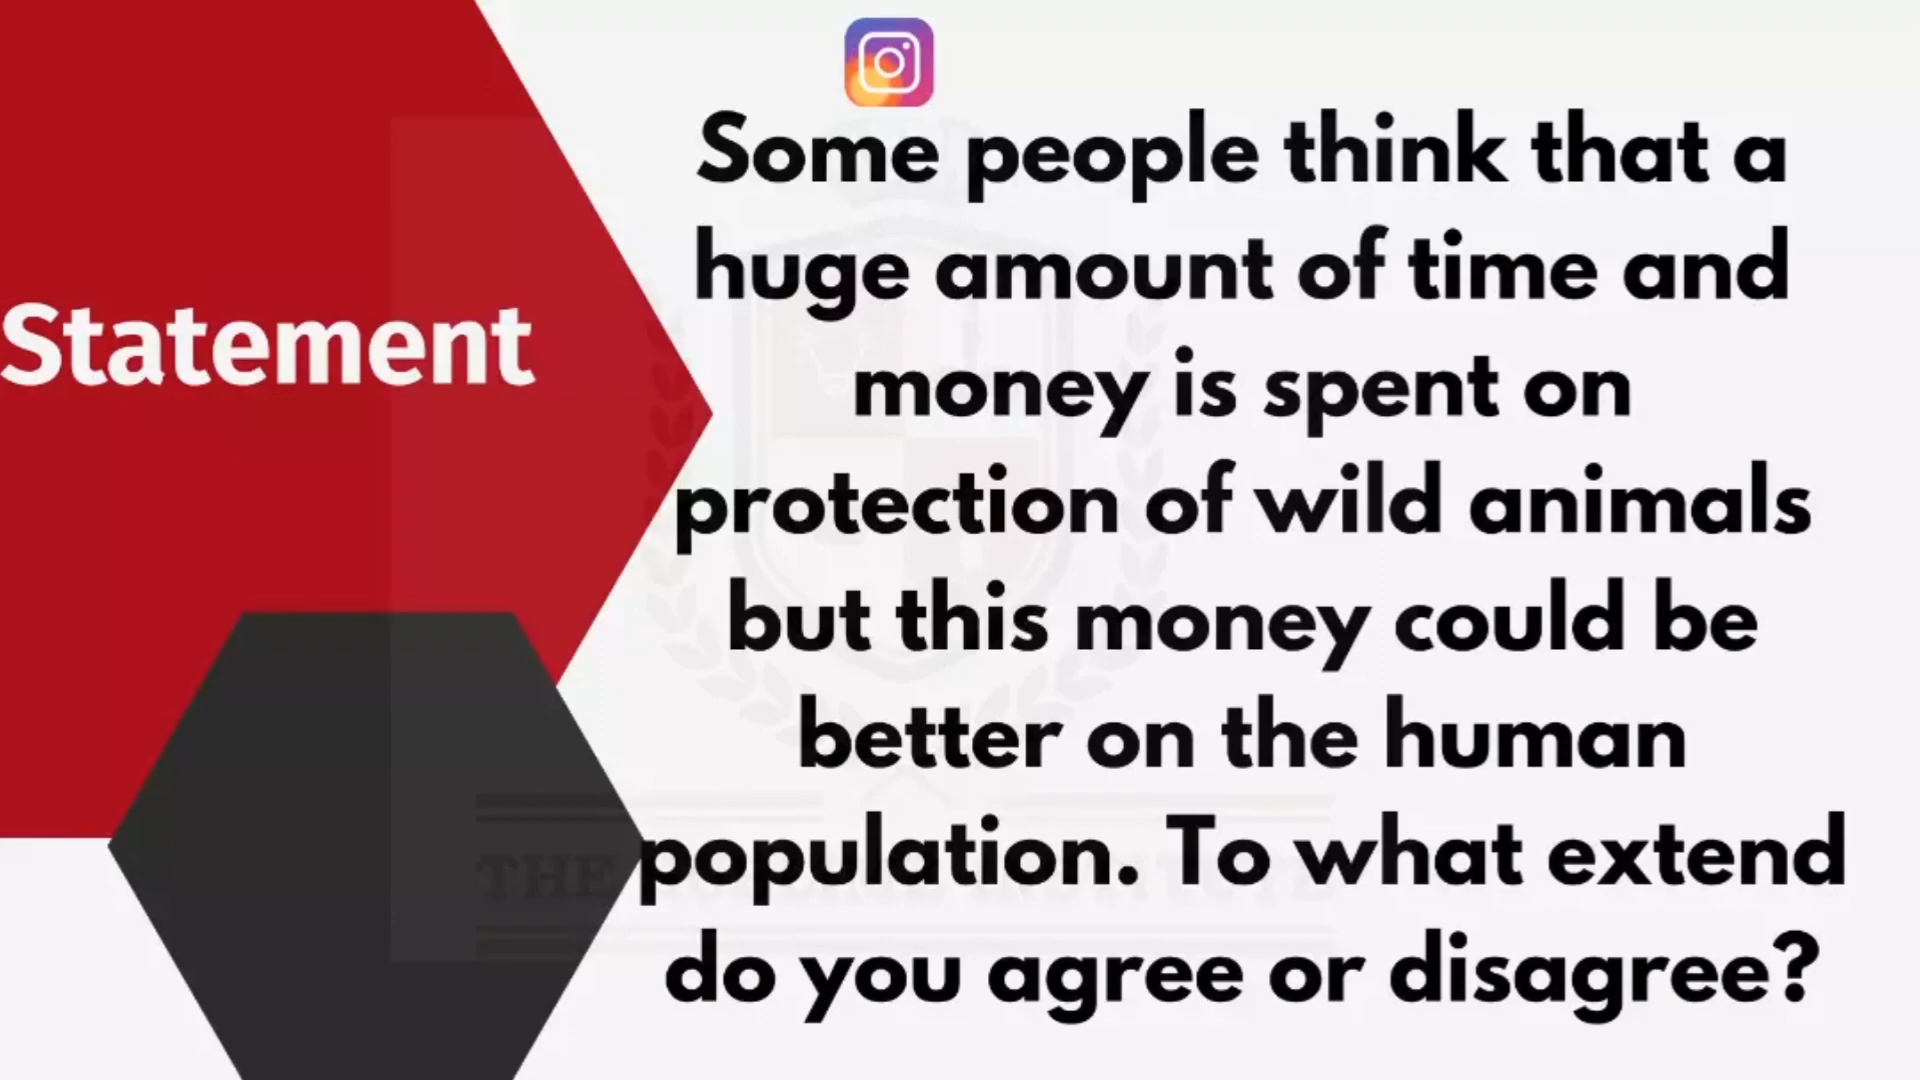 Statement
Some people think that a
huge amount of time and
money is spent on
protection of wild animals
but this money could be
better on the human
population. To what extend
do you agree or disagree?
THE